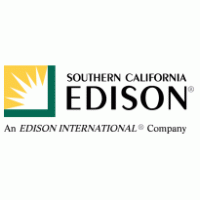 SOUTHERN CALIFORNIA
EDISON®
An EDISON INTERNATIONAL® Company